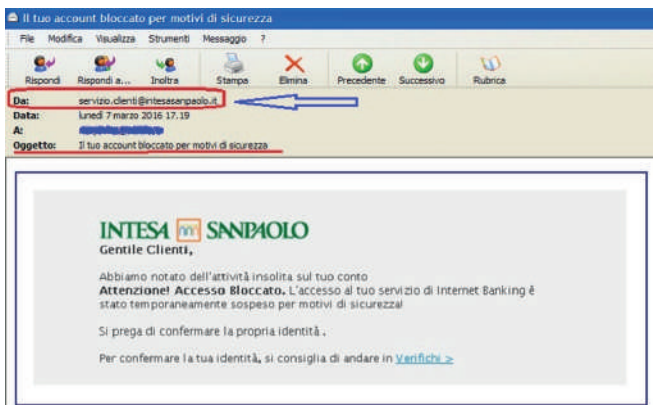 Il tuo account bloccato per motivi di sicurezza
File Modifica Visualizza Strumenti Messaggio ?
Rispondi Rispondi a... Inoltra Stampa Elimina Precedente Successivo Rubrica
Da: servizio.clienti@intesasanpaolo.it
Data: lunedì 7 marzo 2016 17.19
A:
Oggetto: Il tuo account bloccato per motivi di sicurezza
INTESA SANPAOLO
Gentile Clienti,
Abbiamo notato dell'attività insolita sul tuo conto
Attenzione! Accesso Bloccato. L'accesso al tuo servizio di Internet Banking è
stato temporaneamente sospeso per motivi di sicurezza!
Si prega di confermare la propria identità .
Per confermare la tua identità, si consiglia di andare in Verifichi >